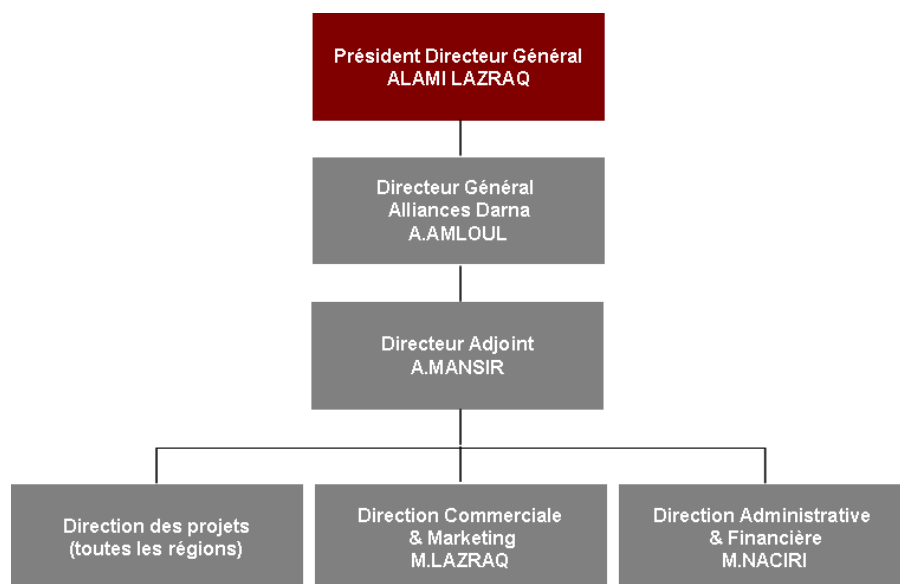 Président Directeur Général
ALAMI LAZRAQ
Directeur Général
Alliances Darna
A.AMLOUL
Directeur Adjoint
A.MANSIR
Direction des projets
(toutes les régions)
Direction Commerciale
& Marketing
M.LAZRAQ
Direction Administrative
& Financière
M.NACIRI